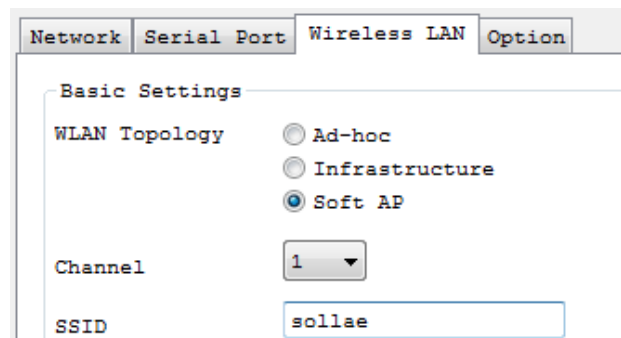 Network Serial Port Wireless LAN Option
Basic Settings
WLAN Topology Ad-hoc
Infrastructure
Soft AP
Channel 1
SSID sollae